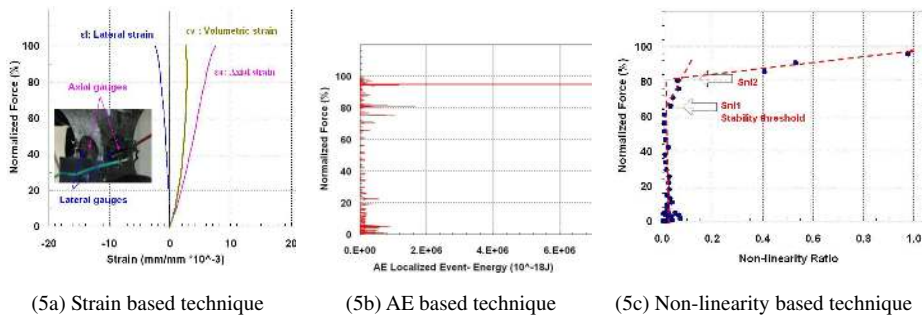 εl: Lateral strain
εv : Volumetric strain
εa: Axial strain
Axial gauges
Lateral gauges
Normalized Force (%)
120
100
80
60
40
20
0
-20
-10
0
10
20
Strain (mm/mm *10^-3)
Normalized Force (%)
120
100
80
60
40
20
0
0.E+00
2.E+06
4.E+06
6.E+06
AE Localized Event- Energy (10^-18J)
Normalized Force (%)
100
80
60
40
20
0
0.0
0.2
0.4
0.6
0.8
1.0
Snl2
Snl1
Stability threshold
Non-linearity Ratio
(5a) Strain based technique
(5b) AE based technique
(5c) Non-linearity based technique